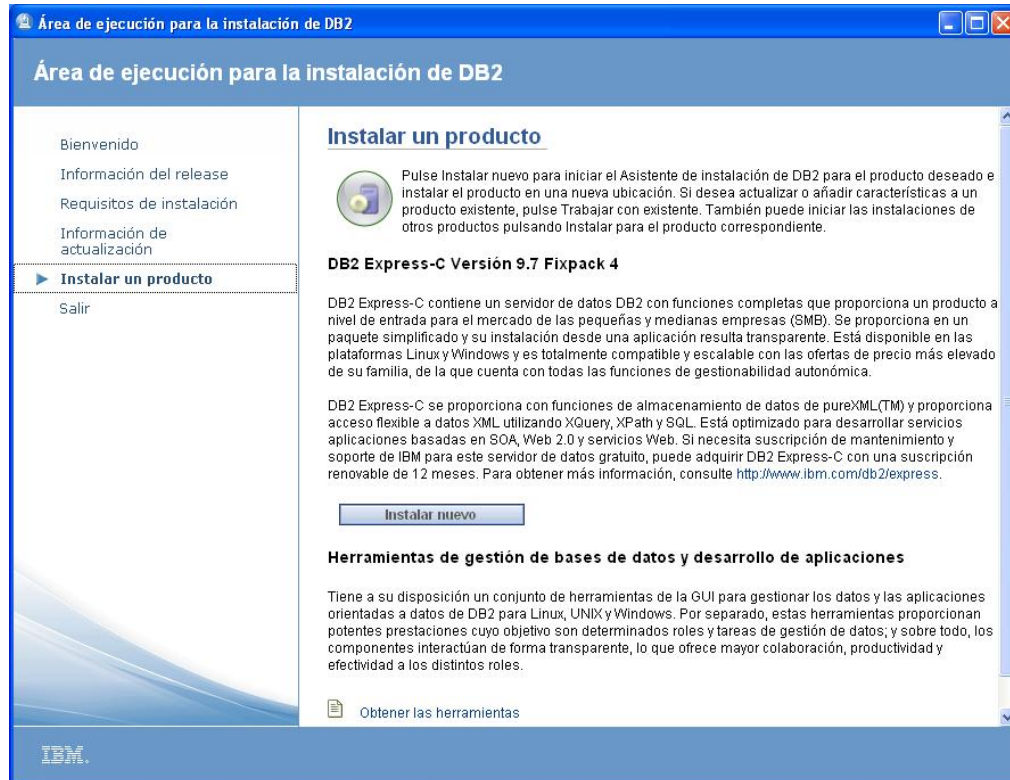 Área de ejecución para la instalación de DB2
Área de ejecución para la instalación de DB2
Bienvenido
Información del release
Requisitos de instalación
Información de
actualización
Instalar un producto
Salir
Instalar un producto
Pulse Instalar nuevo para iniciar el Asistente de instalación de DB2 para el producto deseado e
instalar el producto en una nueva ubicación. Si desea actualizar o añadir características a un
producto existente, pulse Trabajar con existente. También puede iniciar las instalaciones de
otros productos pulsando Instalar para el producto correspondiente.
DB2 Express-C Versión 9.7 Fixpack 4
DB2 Express-C contiene un servidor de datos DB2 con funciones completas que proporciona un producto a
nivel de entrada para el mercado de las pequeñas y medianas empresas (SMB). Se proporciona en un
paquete simplificado y su instalación desde una aplicación resulta transparente. Está disponible en las
plataformas Linux y Windows y es totalmente compatible y escalable con las ofertas de precio más elevado
de su familia, de la que cuenta con todas las funciones de gestionabilidad autonómica.
DB2 Express-C se proporciona con funciones de almacenamiento de datos de pureXML(TM) y proporciona
acceso flexible a datos XML utilizando XQuery, XPath y SQL. Está optimizado para desarrollar servicios
aplicaciones basadas en SOA, Web 2.0 y servicios Web. Si necesita suscripción de mantenimiento y
soporte de IBM para este servidor de datos gratuito, puede adquirir DB2 Express-C con una suscripción
renovable de 12 meses. Para obtener más información, consulte http://www.ibm.com/db2/express.
Instalar nuevo
Herramientas de gestión de bases de datos y desarrollo de aplicaciones
Tiene a su disposición un conjunto de herramientas de la GUI para gestionar los datos y las aplicaciones
orientadas a datos de DB2 para Linux, UNIX y Windows. Por separado, estas herramientas proporcionan
potentes prestaciones cuyo objetivo son determinados roles y tareas de gestión de datos; y sobre todo, los
componentes interactúan de forma transparente, lo que ofrece mayor colaboración, productividad y
efectividad a los distintos roles.
Obtener las herramientas
IBM.